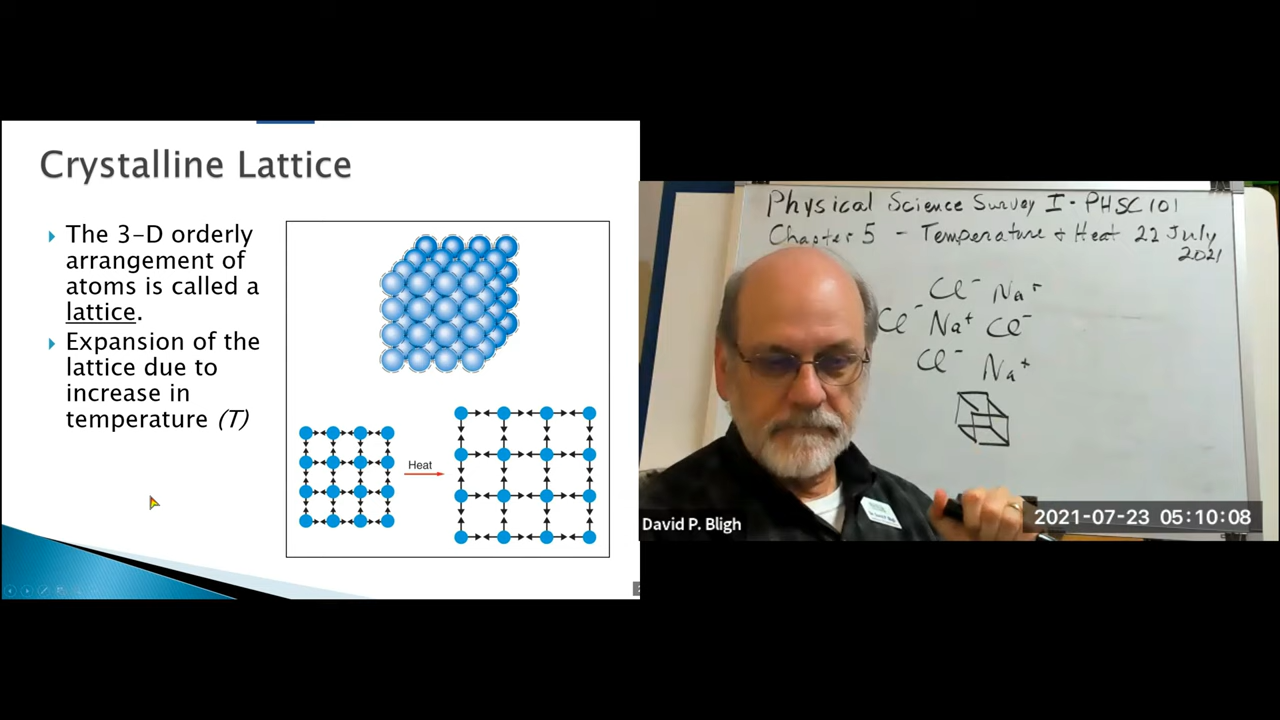 Crystalline Lattice
The 3-D orderly
arrangement of
atoms is called a
lattice.
Expansion of the
lattice due to
increase in
temperature (T)
Heat
Physical Science Survey I - PHSC 101
Chapter 5 - Temperature & Heat 22 July
2021
Cl⁻ Na⁺
Cl⁻ Na⁺ Cl⁻
Cl⁻ Na⁺
David P. Bligh
2021-07-23 05:10:08